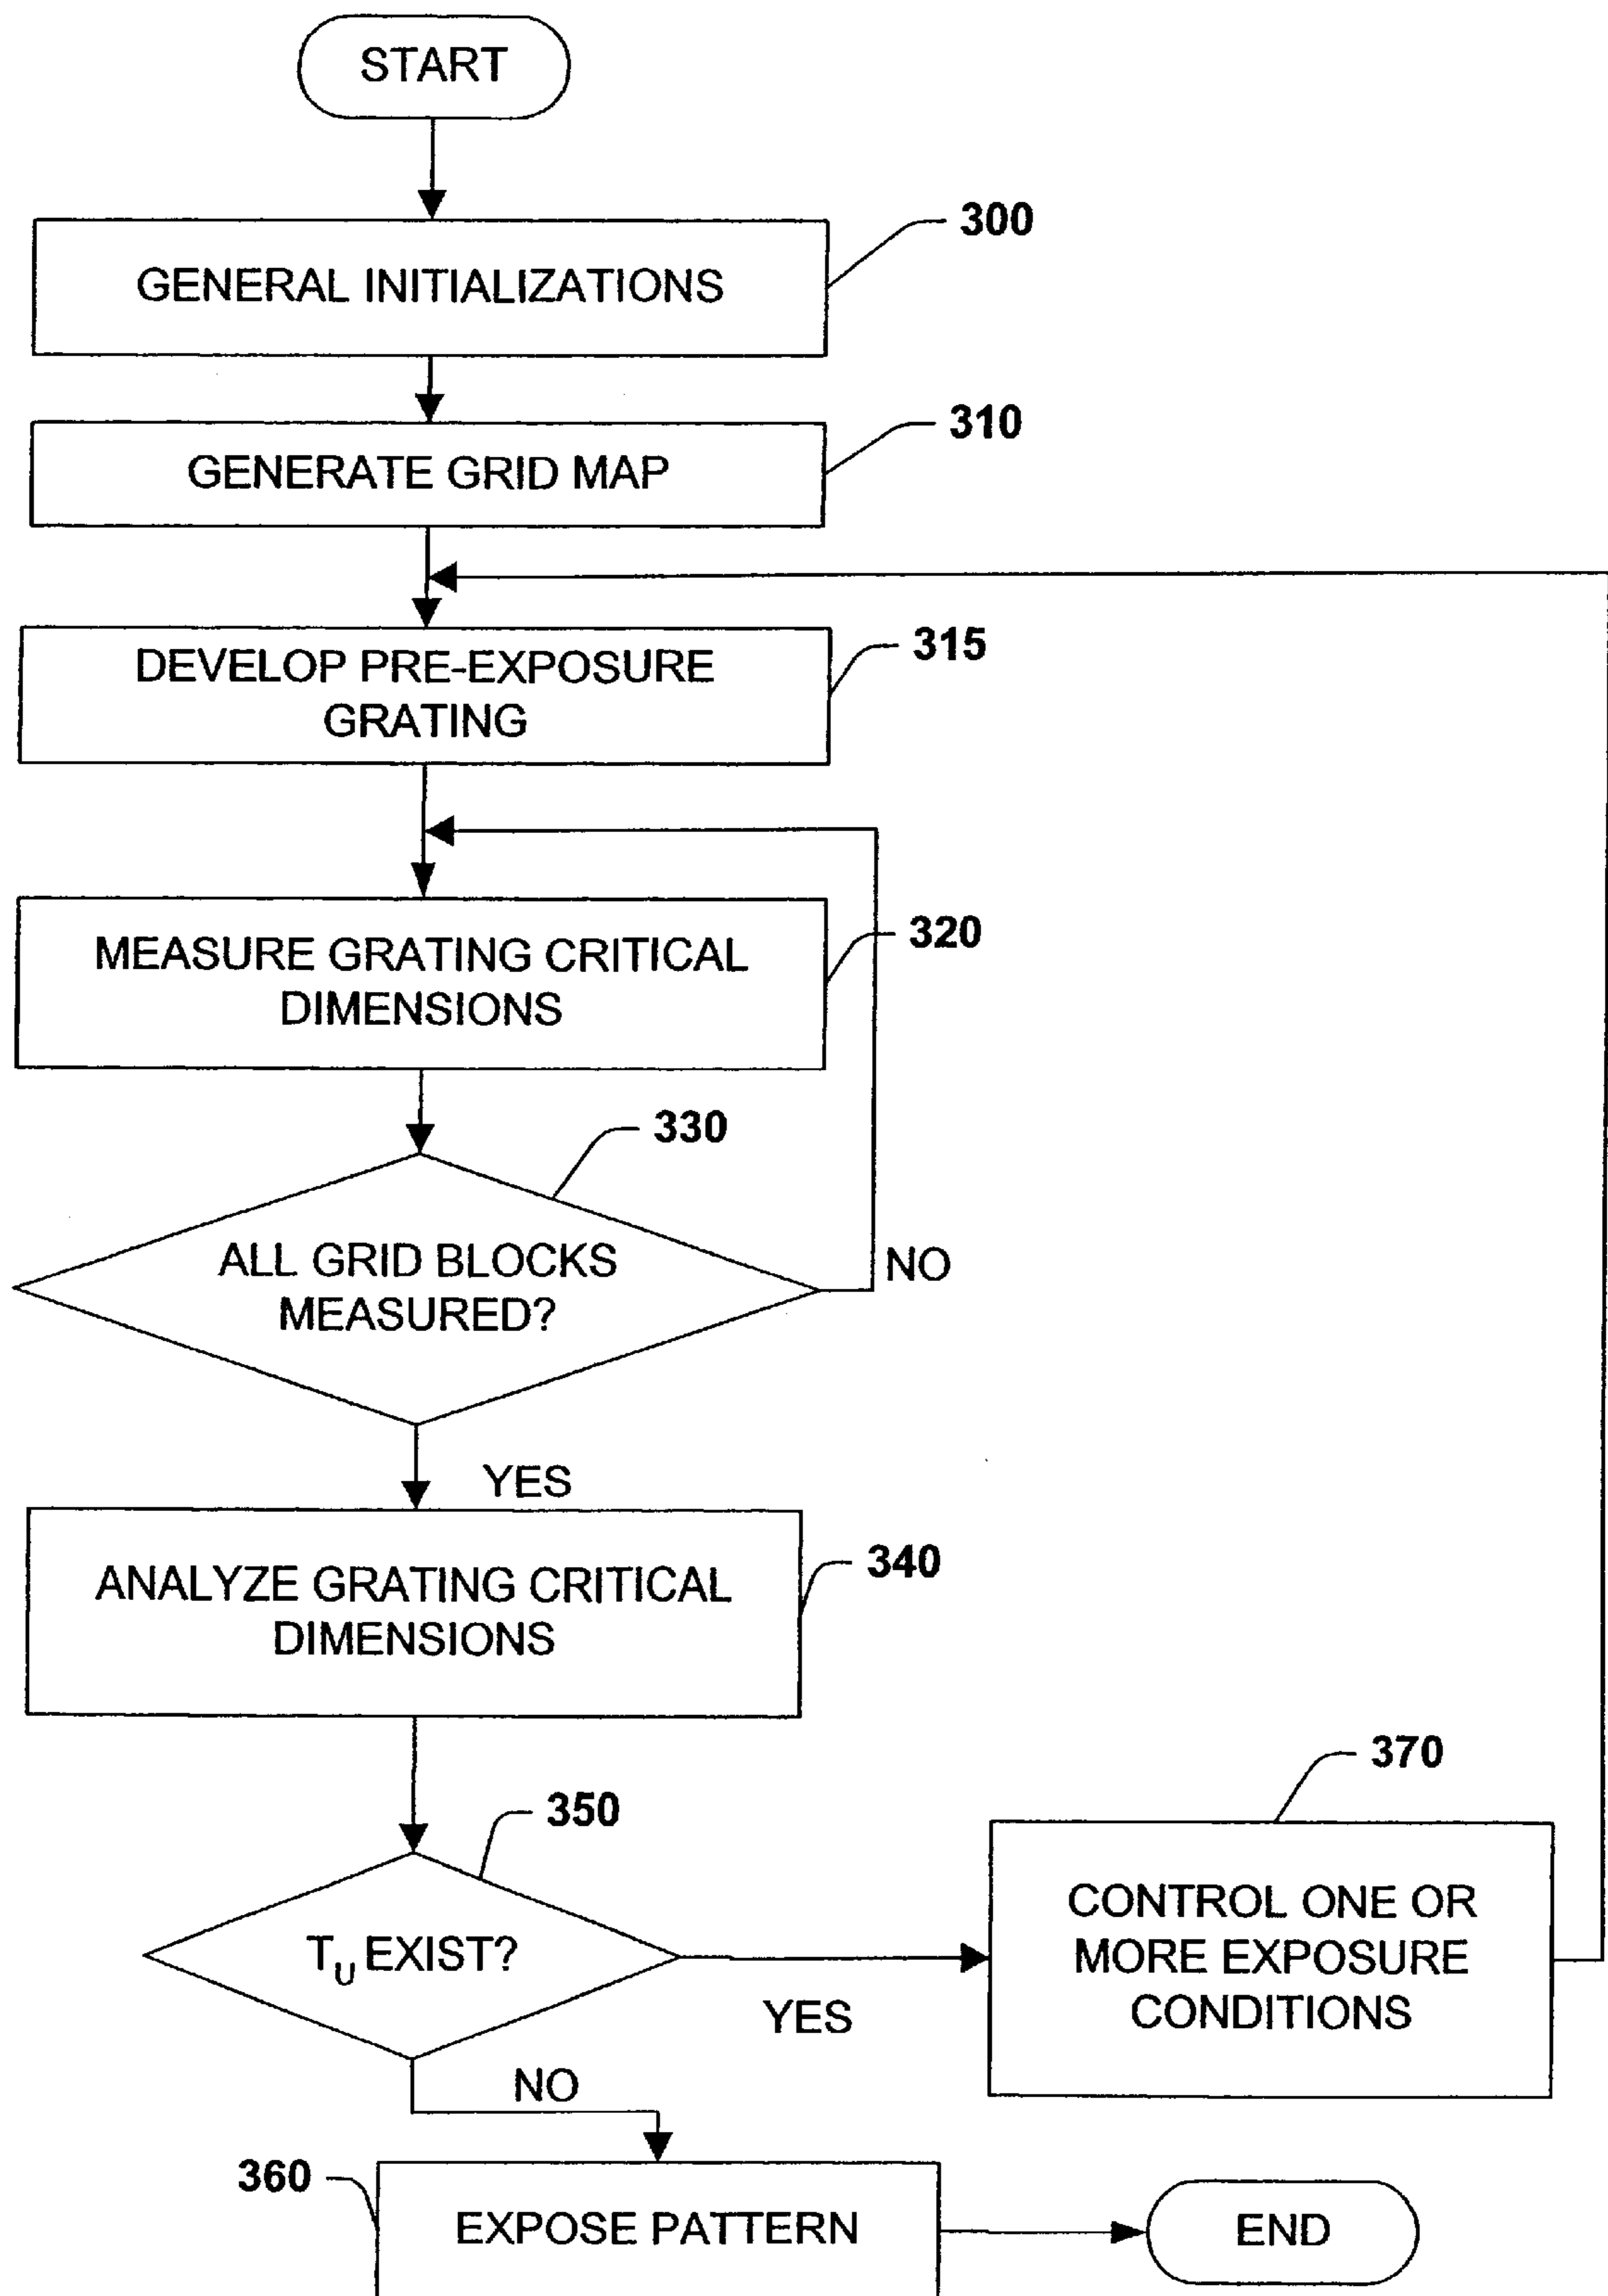 START
300
GENERAL INITIALIZATIONS
310
GENERATE GRID MAP
315
DEVELOP PRE-EXPOSURE
GRATING
320
MEASURE GRATING CRITICAL
DIMENSIONS
330
ALL GRID BLOCKS
MEASURED?
NO
YES
340
ANALYZE GRATING CRITICAL
DIMENSIONS
350
TU EXIST?
YES
370
CONTROL ONE OR
MORE EXPOSURE
CONDITIONS
NO
360
EXPOSE PATTERN
END